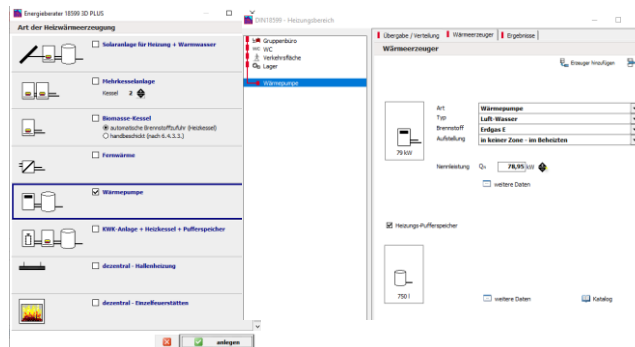 Energieberater 18599 3D PLUS
Art der Heizwärmeerzeugung
Solaranlage für Heizung + Warmwasser
Mehrkesselanlage
Kessel 2
Biomasse-Kessel
automatische Brennstoffzufuhr (Heizkessel)
handbeschickt (nach 6.4.3.3.)
Fernwärme
Wärmepumpe
KWK-Anlage + Heizkessel + Pufferspeicher
dezentral - Hallenheizung
dezentral - Einzelfeuerstätten
anlegen
DIN18599 - Heizungsbereich
Gruppenbüro
WC WC
Verkehrsfläche
Lager
Wärmepumpe
Übergabe / Verteilung Wärmeerzeuger Ergebnisse
Wärmeerzeuger
Erzeuger hinzufügen
Art Wärmepumpe
Typ Luft-Wasser
Brennstoff Erdgas E
Aufstellung in keiner Zone - im Beheizten
79 kW
Nennleistung Qn 78,95 kW
weitere Daten
Heizungs-Pufferspeicher
750 l
weitere Daten Katalog